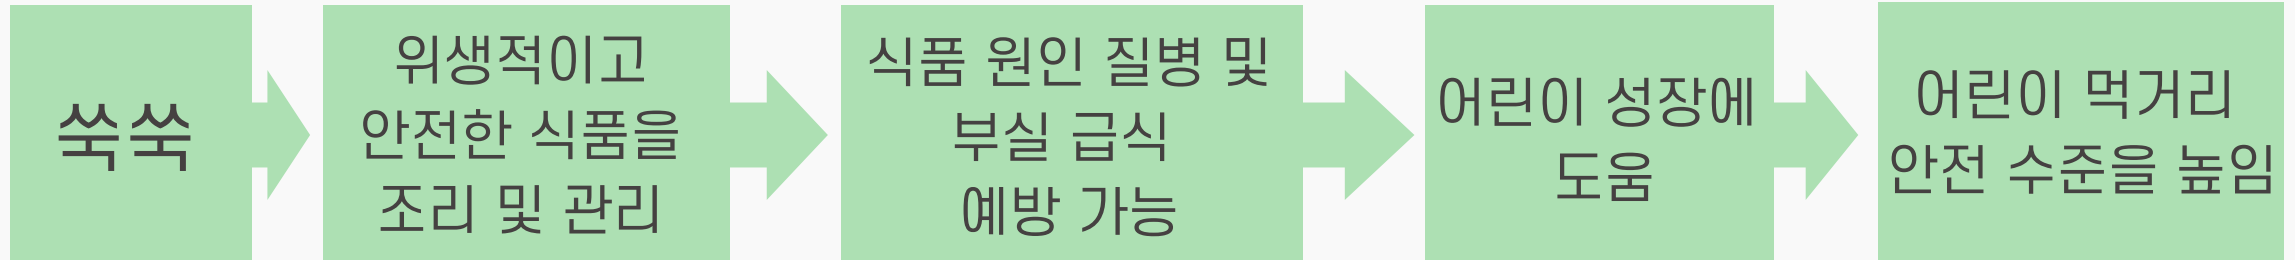 쑥쑥
위생적이고
안전한 식품을
조리 및 관리
식품 원인 질병 및
부실 급식
예방 가능
어린이 성장에
도움
어린이 먹거리
안전 수준을 높임